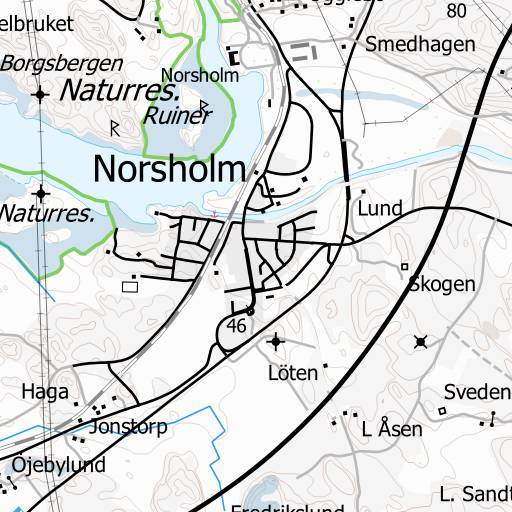 80
elbruket
Smedhagen
Borgsbergen
Norsholm
Naturres.
Ruiner
Norsholm
Naturres.
Lund
Skogen
46
Löten
Haga
Sveden
Jonstorp
L Åsen
Öjebylund
L. Sandt
Fredrikslund